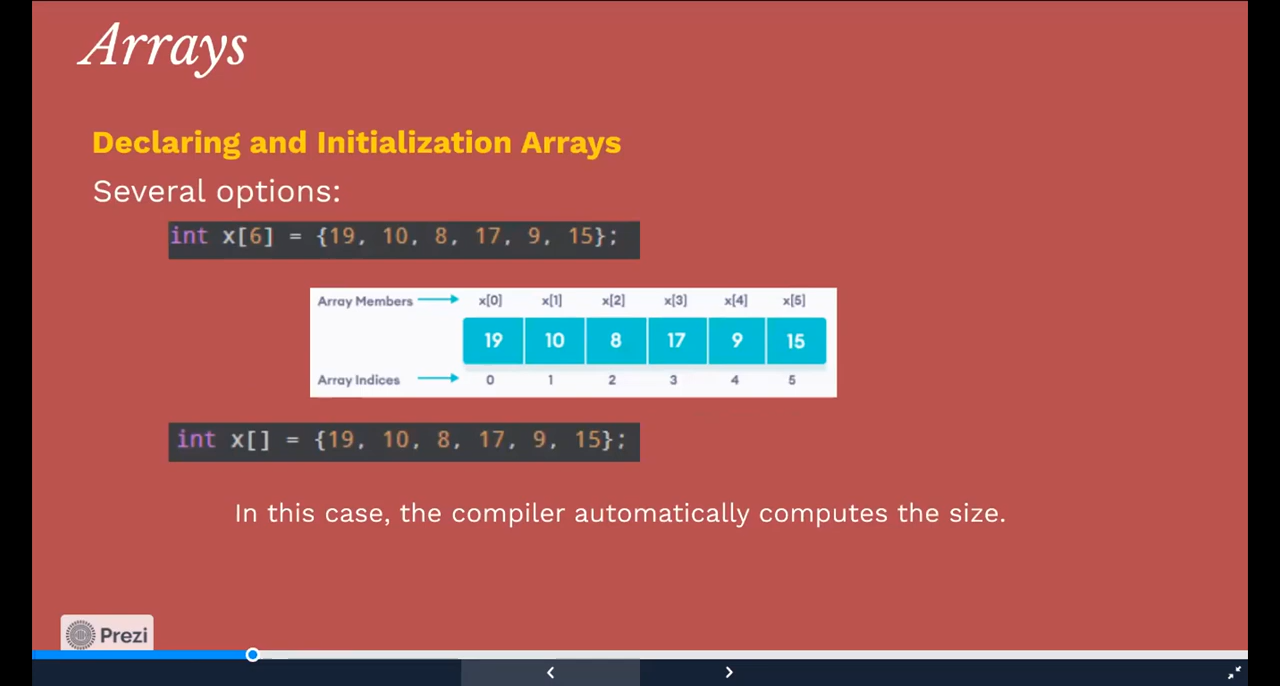 Arrays
Declaring and Initialization Arrays
Several options:
int x[6] = {19, 10, 8, 17, 9, 15};
Array Members x[0] x[1] x[2] x[3] x[4] x[5]
19 10 8 17 9 15
Array Indices 0 1 2 3 4 5
int x[] = {19, 10, 8, 17, 9, 15};
In this case, the compiler automatically computes the size.
Prezi